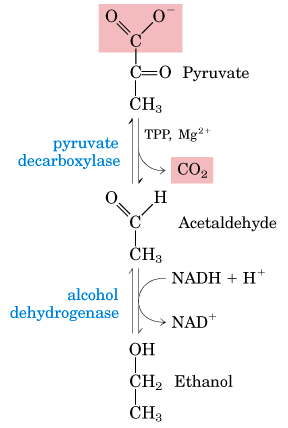 O O⁻
C
C=O Pyruvate
CH₃
pyruvate
decarboxylase
TPP, Mg²⁺
CO₂
O H
C Acetaldehyde
CH₃
alcohol
dehydrogenase
NADH + H⁺
NAD⁺
OH
CH₂ Ethanol
CH₃